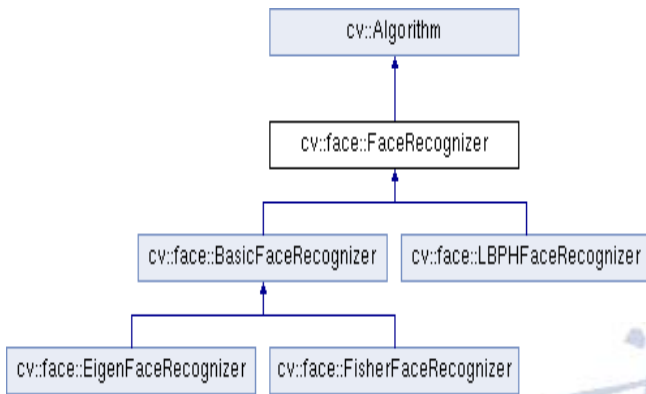 cv::Algorithm
cv::face::FaceRecognizer
cv::face::BasicFaceRecognizer
cv::face::LBPHFaceRecognizer
cv::face::EigenFaceRecognizer
cv::face::FisherFaceRecognizer